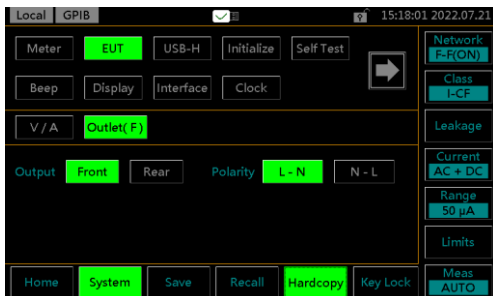 Local GPIB 15:18:01 2022.07.21
Meter EUT USB-H Initialize Self Test
Beep Display Interface Clock
V / A Outlet( F )
Output Front Rear Polarity L - N N - L
Home System Save Recall Hardcopy Key Lock
Network
F-F(ON)
Class
I-CF
Leakage
Current
AC + DC
Range
50 μA
Limits
Meas
AUTO